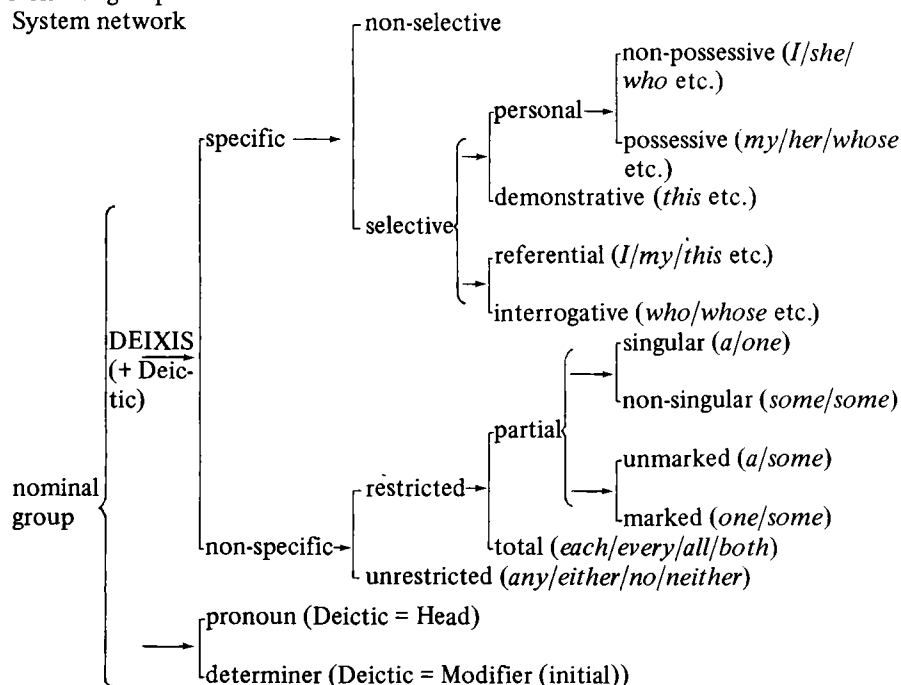 System network
non-selective
non-possessive (I/she/
who etc.)
personal
specific
possessive (my/her/whose
etc.)
demonstrative (this etc.)
selective
referential (I/my/this etc.)
interrogative (who/whose etc.)
DEIXIS
(+ Deic-
tic)
singular (a/one)
non-singular (some/some)
partial
unmarked (a/some)
nominal
group
restricted
marked (one/some)
non-specific
total (each/every/all/both)
unrestricted (any/either/no/neither)
pronoun (Deictic = Head)
determiner (Deictic = Modifier (initial))